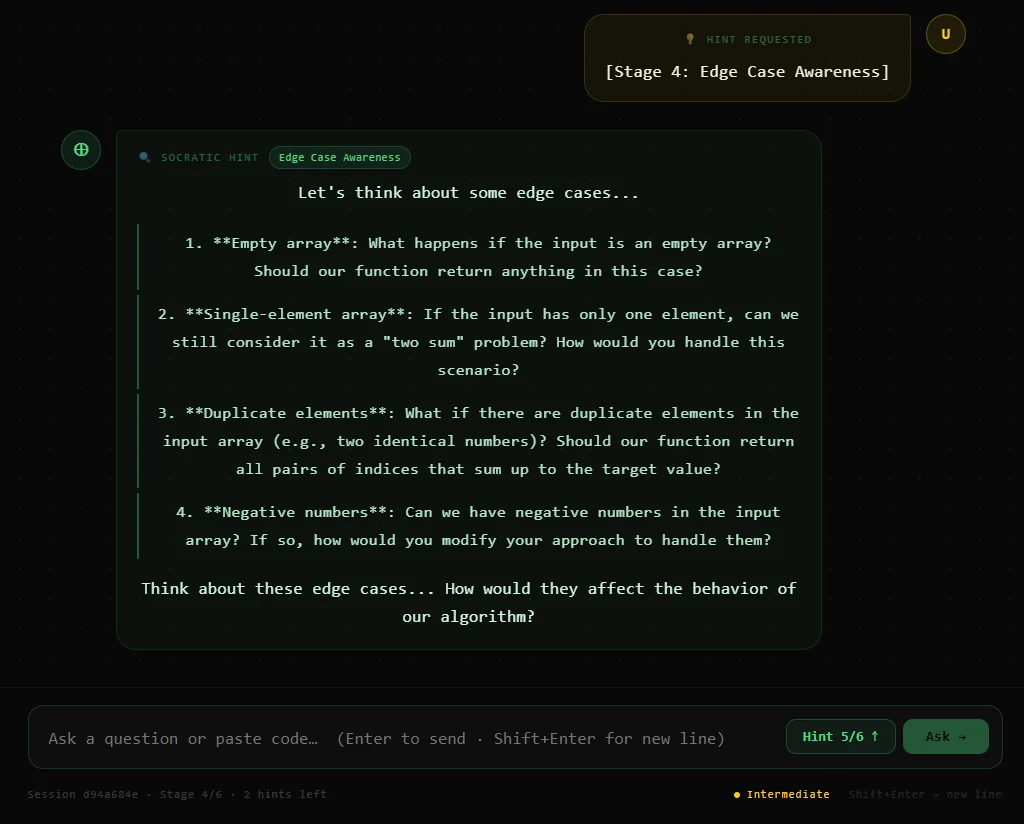 HINT REQUESTED
U
[Stage 4: Edge Case Awareness]
SOCRATIC HINT Edge Case Awareness
Let's think about some edge cases...
1. **Empty array**: What happens if the input is an empty array?
Should our function return anything in this case?
2. **Single-element array**: If the input has only one element, can we
still consider it as a "two sum" problem? How would you handle this
scenario?
3. **Duplicate elements**: What if there are duplicate elements in the
input array (e.g., two identical numbers)? Should our function return
all pairs of indices that sum up to the target value?
4. **Negative numbers**: Can we have negative numbers in the input
array? If so, how would you modify your approach to handle them?
Think about these edge cases... How would they affect the behavior of
our algorithm?
Ask a question or paste code… (Enter to send · Shift+Enter for new line) Hint 5/6 ↑ Ask →
Session d94a684e · Stage 4/6 · 2 hints left ● Intermediate Shift+Enter = new line